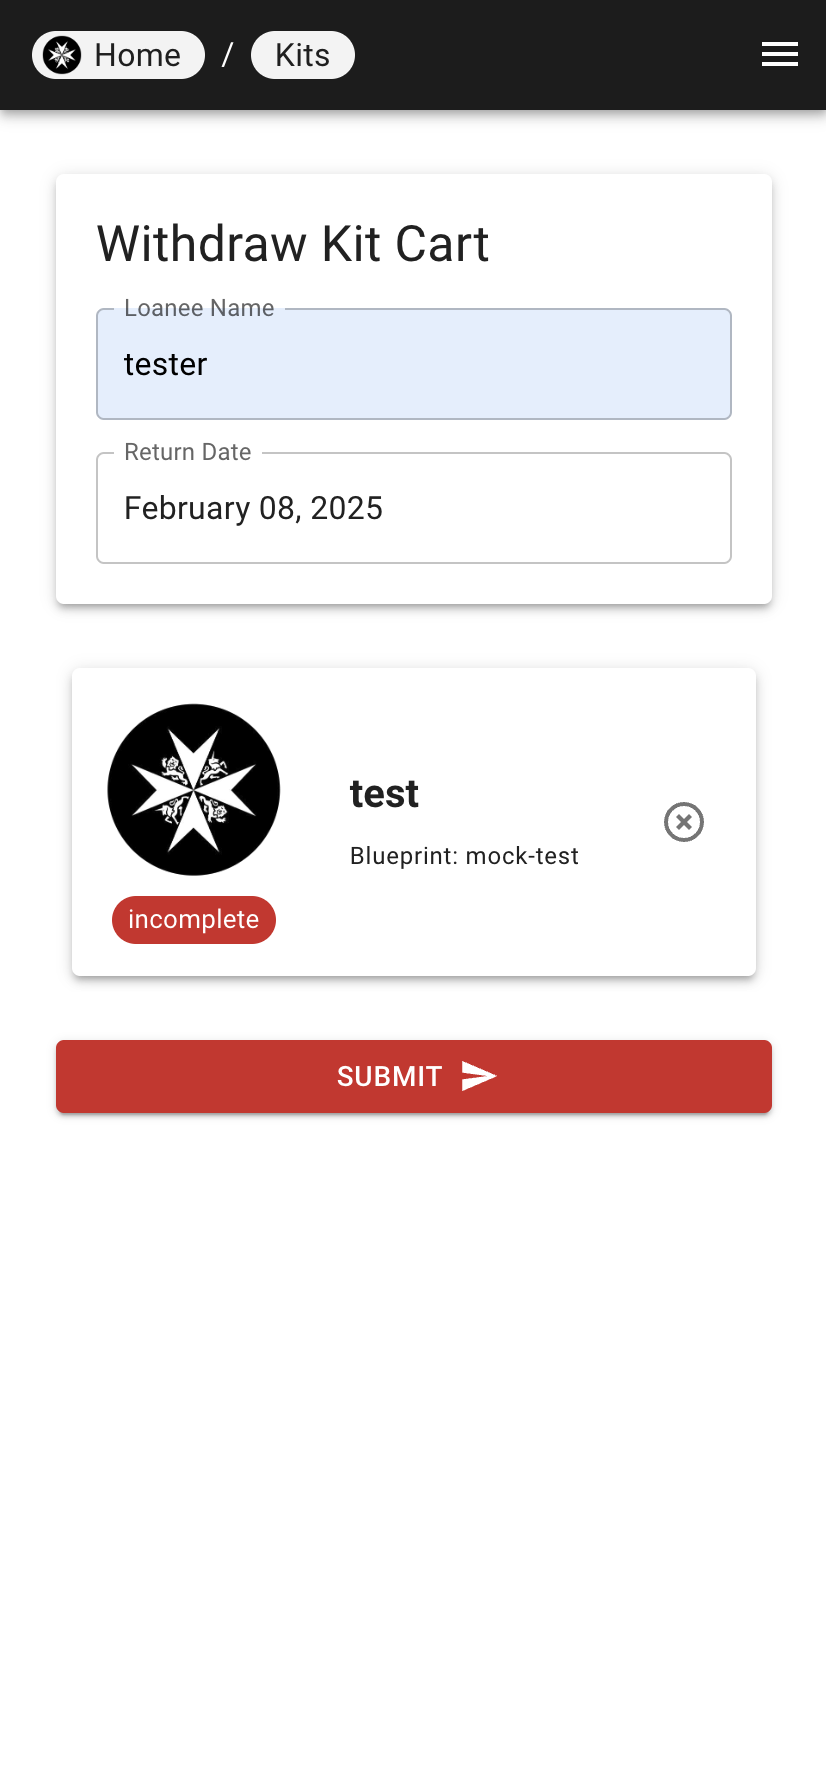 Home / Kits
Withdraw Kit Cart
Loanee Name
tester
Return Date
February 08, 2025
test
Blueprint: mock-test
incomplete
SUBMIT